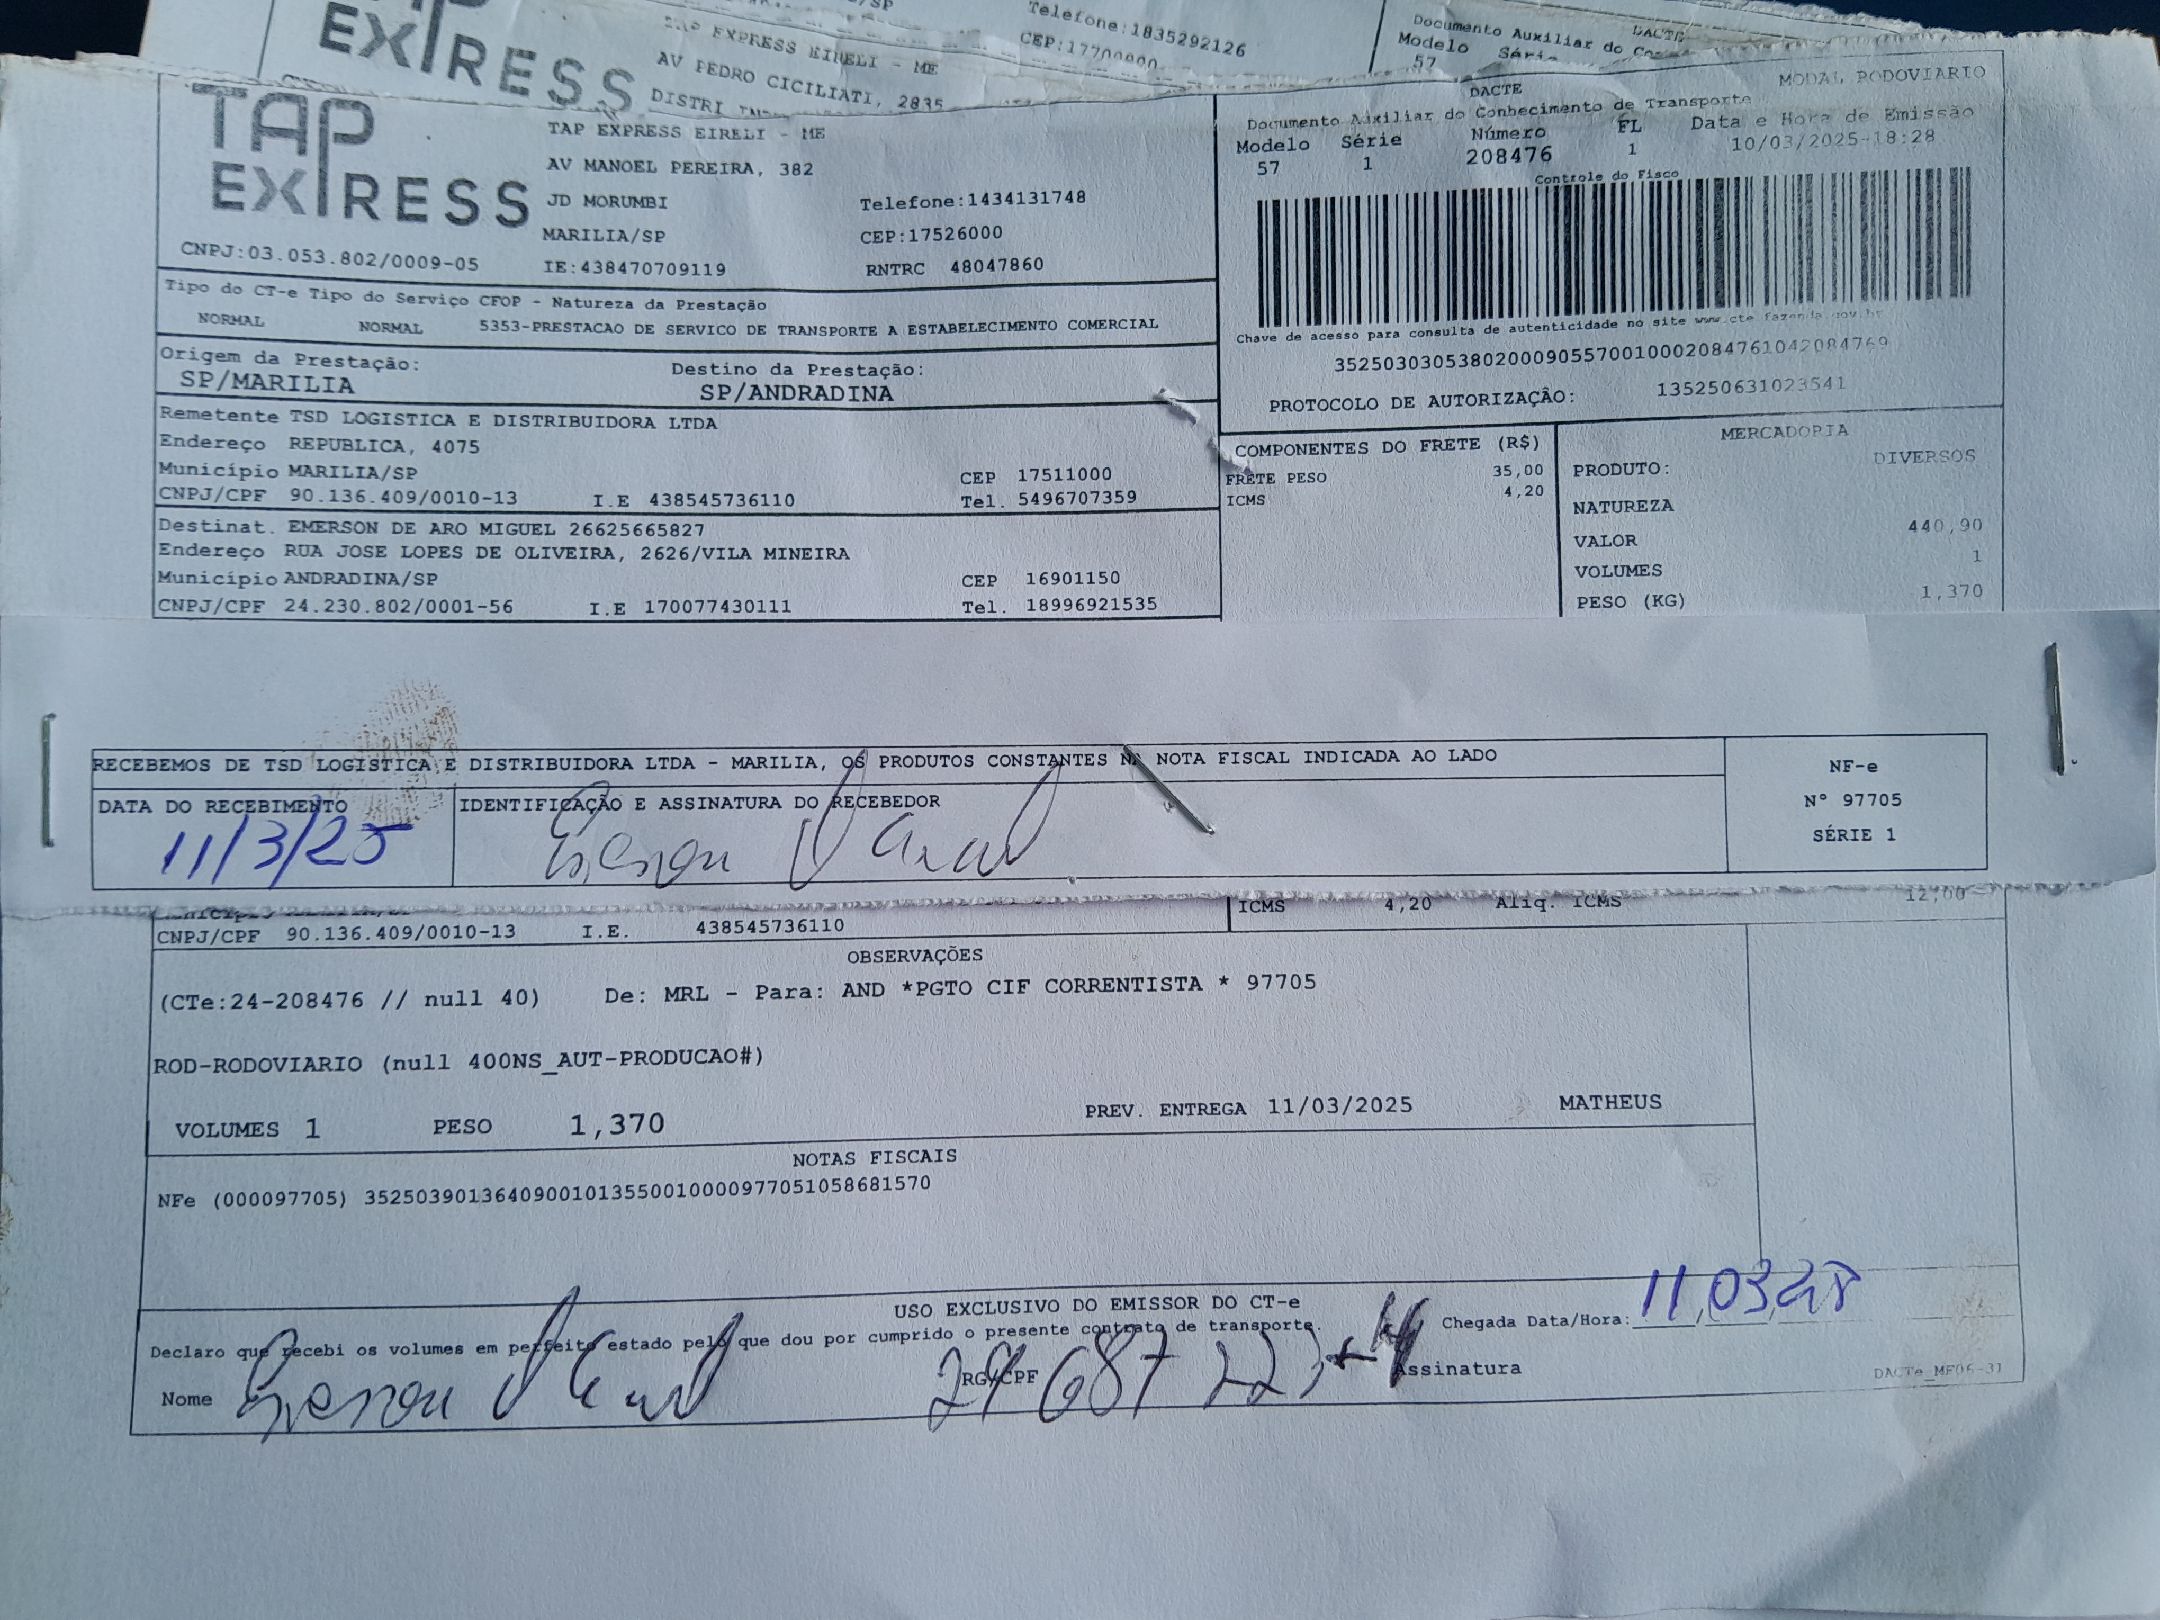 EXPRESS
TAP EXPRESS EIRELI - ME
AV PEDRO CICILIATI, 2835
DISTRI
Telefone:1835292126
CEP:17700000
DACTE
Documento Auxiliar do
Modelo Série
57
TAP
EXPRESS
CNPJ:03.053.802/0009-05
TAP EXPRESS EIRELI - ME
AV MANOEL PEREIRA, 382
JD MORUMBI
Telefone:1434131748
MARILIA/SP
CEP:17526000
IE:438470709119
RNTRC 48047860
DACTE
MODAL RODOVIARIO
Documento Auxiliar do Conhecimento de Transporte
Modelo Série Número FL Data e Hora de Emissão
57 1 208476 1 10/03/2025-18:28
Controle do Fisco
Chave de acesso para consulta de autenticidade no site www.cte.fazenda.gov.br
35250303053802000905570010002084761042084769
PROTOCOLO DE AUTORIZAÇÃO: 135250631023541
Tipo do CT-e Tipo do Serviço CFOP - Natureza da Prestação
NORMAL NORMAL 5353-PRESTACAO DE SERVICO DE TRANSPORTE A ESTABELECIMENTO COMERCIAL
Origem da Prestação: Destino da Prestação:
SP/MARILIA SP/ANDRADINA
Remetente TSD LOGISTICA E DISTRIBUIDORA LTDA
Endereço REPUBLICA, 4075
Município MARILIA/SP CEP 17511000
CNPJ/CPF 90.136.409/0010-13 I.E 438545736110 Tel. 5496707359
Destinat. EMERSON DE ARO MIGUEL 26625665827
Endereço RUA JOSE LOPES DE OLIVEIRA, 2626/VILA MINEIRA
Município ANDRADINA/SP CEP 16901150
CNPJ/CPF 24.230.802/0001-56 I.E 170077430111 Tel. 18996921535
COMPONENTES DO FRETE (R$)
FRETE PESO 35,00
ICMS 4,20
MERCADORIA
PRODUTO: DIVERSOS
NATUREZA
VALOR 440,90
VOLUMES 1
PESO (KG) 1,370
RECEBEMOS DE TSD LOGISTICA E DISTRIBUIDORA LTDA - MARILIA, OS PRODUTOS CONSTANTES NA NOTA FISCAL INDICADA AO LADO
DATA DO RECEBIMENTO
11/3/25
IDENTIFICAÇÃO E ASSINATURA DO RECEBEDOR
NF-e
N° 97705
SÉRIE 1
ICMS 4,20 Aliq. ICMS 12,00
CNPJ/CPF 90.136.409/0010-13 I.E. 438545736110
OBSERVAÇÕES
(CTe:24-208476 // null 40) De: MRL - Para: AND *PGTO CIF CORRENTISTA * 97705
ROD-RODOVIARIO (null 400NS_AUT-PRODUCAO#)
VOLUMES 1 PESO 1,370 PREV. ENTREGA 11/03/2025 MATHEUS
NOTAS FISCAIS
NFe (000097705) 35250390136409001013550010000977051058681570
USO EXCLUSIVO DO EMISSOR DO CT-e
Declaro que recebi os volumes em perfeito estado pelo que dou por cumprido o presente contrato de transporte.
Chegada Data/Hora: 11,03,25
Nome
RG/CPF
Assinatura
DACTe_MF06-3J